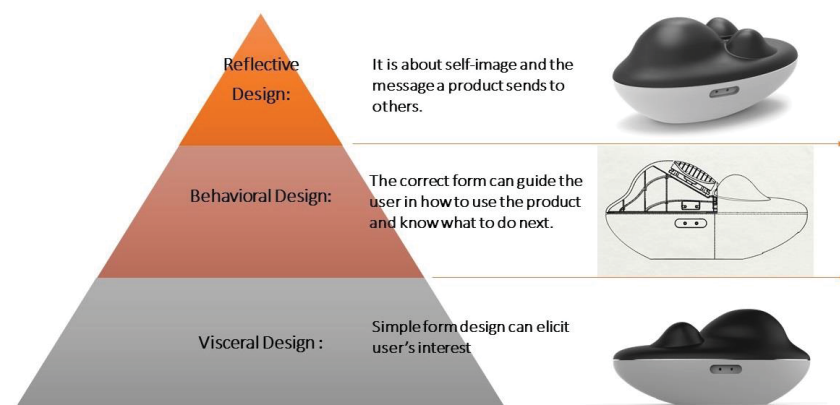 Reflective
Design:
It is about self-image and the
message a product sends to
others.
Behavioral Design:
The correct form can guide the
user in how to use the product
and know what to do next.
Visceral Design :
Simple form design can elicit
user's interest